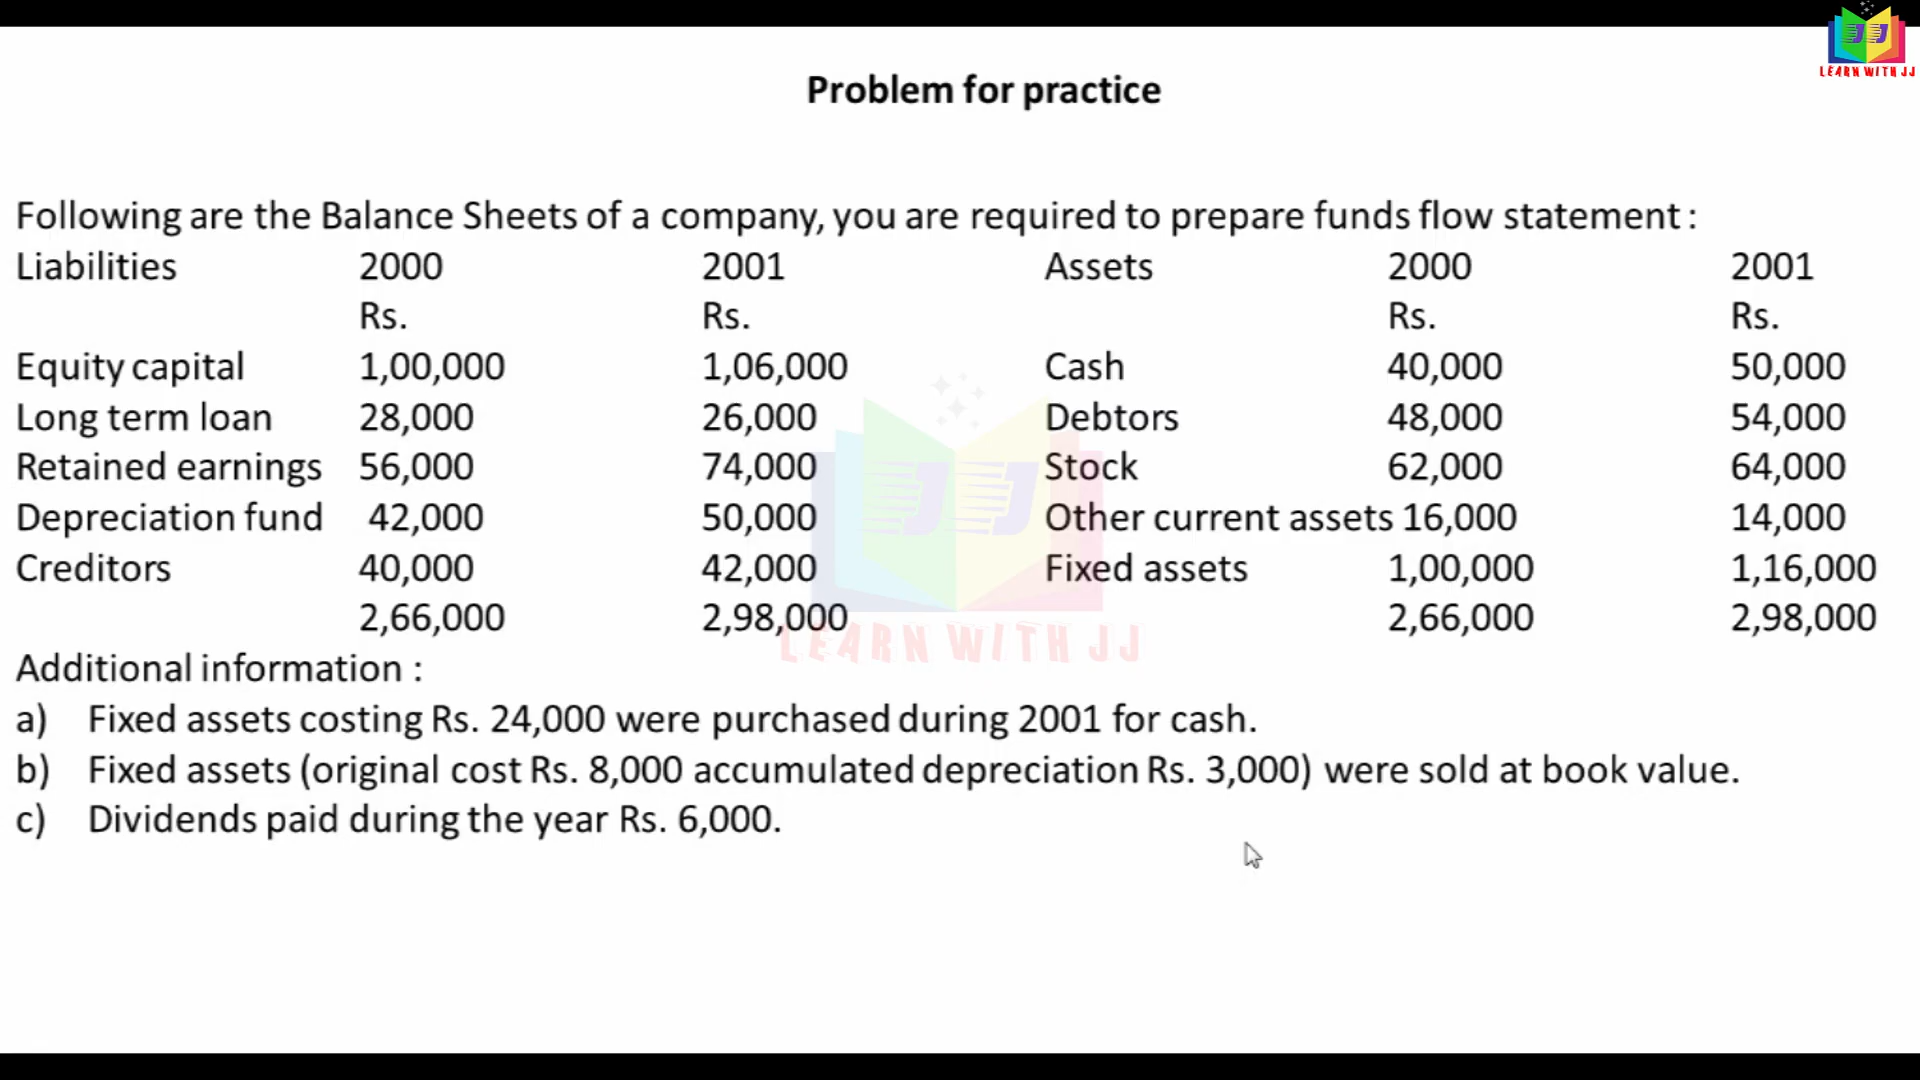 LEARN WITH JJ
Problem for practice
Following are the Balance Sheets of a company, you are required to prepare funds flow statement :
Liabilities 2000 2001 Assets 2000 2001
Rs. Rs. Rs. Rs.
Equity capital 1,00,000 1,06,000 Cash 40,000 50,000
Long term loan 28,000 26,000 Debtors 48,000 54,000
Retained earnings 56,000 74,000 Stock 62,000 64,000
Depreciation fund 42,000 50,000 Other current assets 16,000 14,000
Creditors 40,000 42,000 Fixed assets 1,00,000 1,16,000
2,66,000 2,98,000 2,66,000 2,98,000
LEARN WITH JJ
Additional information :
a) Fixed assets costing Rs. 24,000 were purchased during 2001 for cash.
b) Fixed assets (original cost Rs. 8,000 accumulated depreciation Rs. 3,000) were sold at book value.
c) Dividends paid during the year Rs. 6,000.